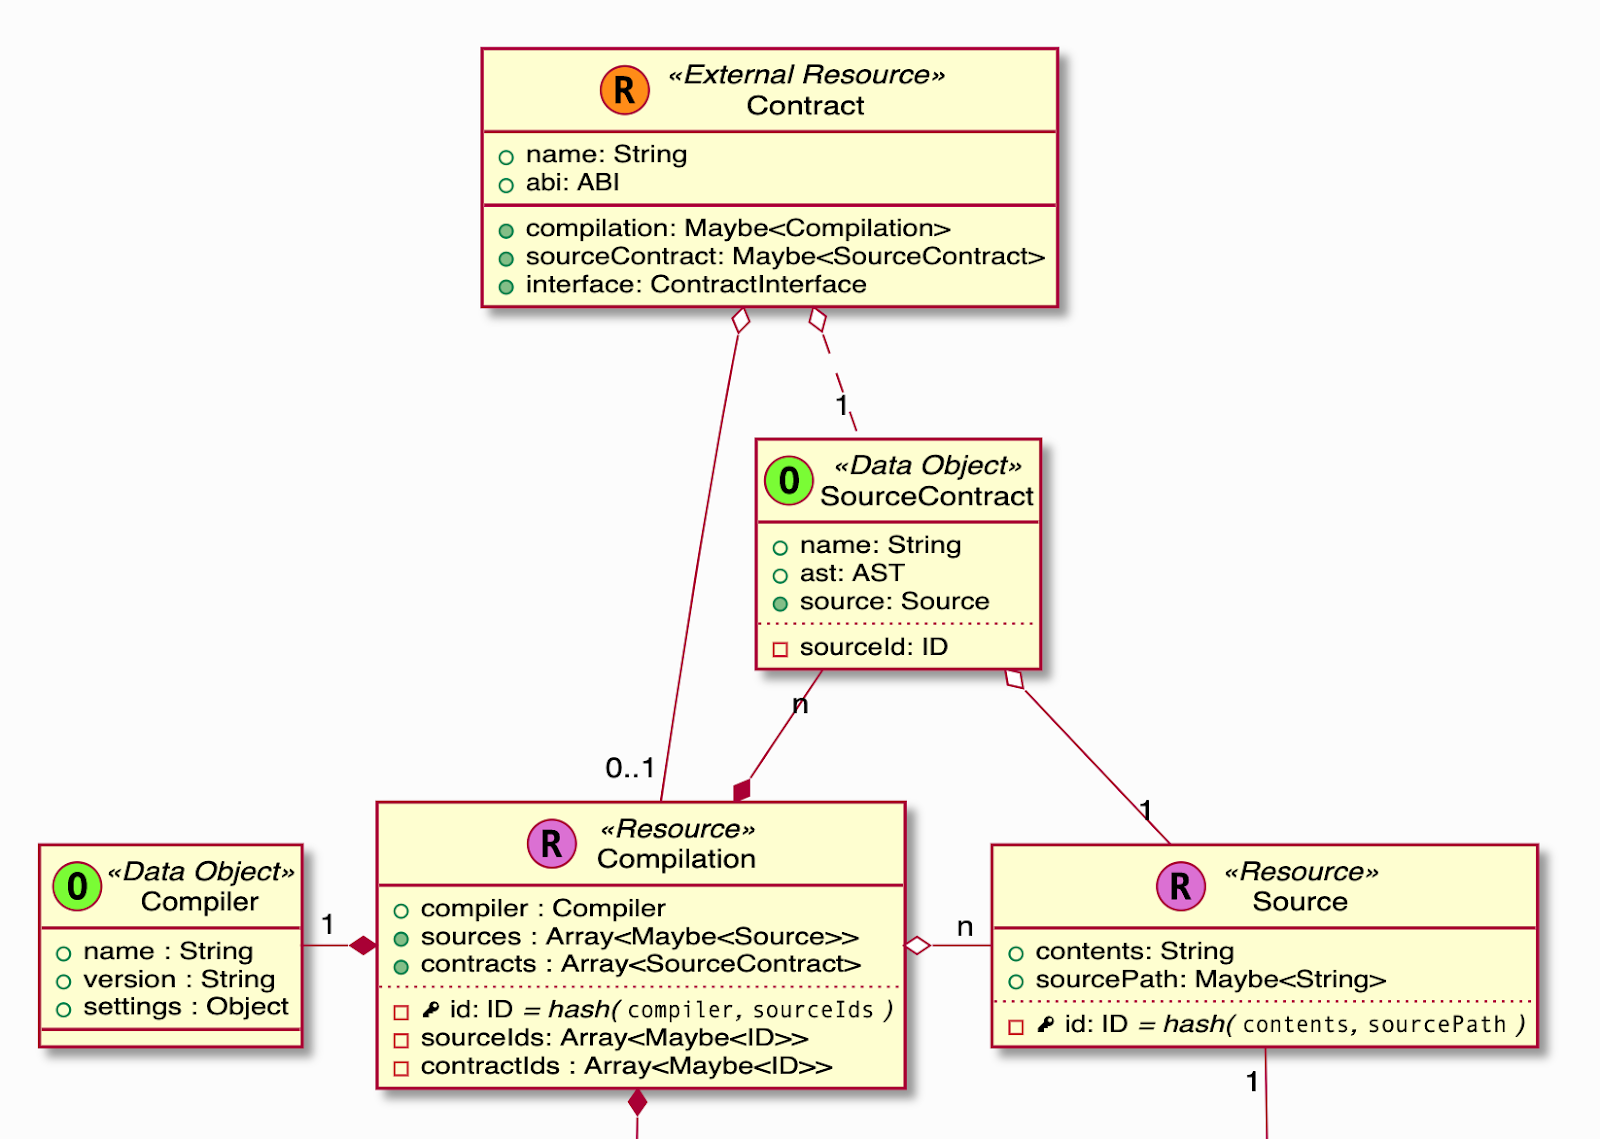 R
«External Resource»
Contract
name: String
abi: ABI
compilation: Maybe<Compilation>
sourceContract: Maybe<SourceContract>
interface: ContractInterface
1
O
«Data Object»
SourceContract
name: String
ast: AST
source: Source
sourceId: ID
n
0..1
1
R
«Resource»
Compilation
compiler : Compiler
sources : Array<Maybe<Source>>
contracts : Array<SourceContract>
id: ID = hash( compiler, sourceIds )
sourceIds: Array<Maybe<ID>>
contractIds : Array<Maybe<ID>>
O
«Data Object»
Compiler
name : String
version : String
settings : Object
1
n
R
«Resource»
Source
contents: String
sourcePath: Maybe<String>
id: ID = hash( contents, sourcePath )
1